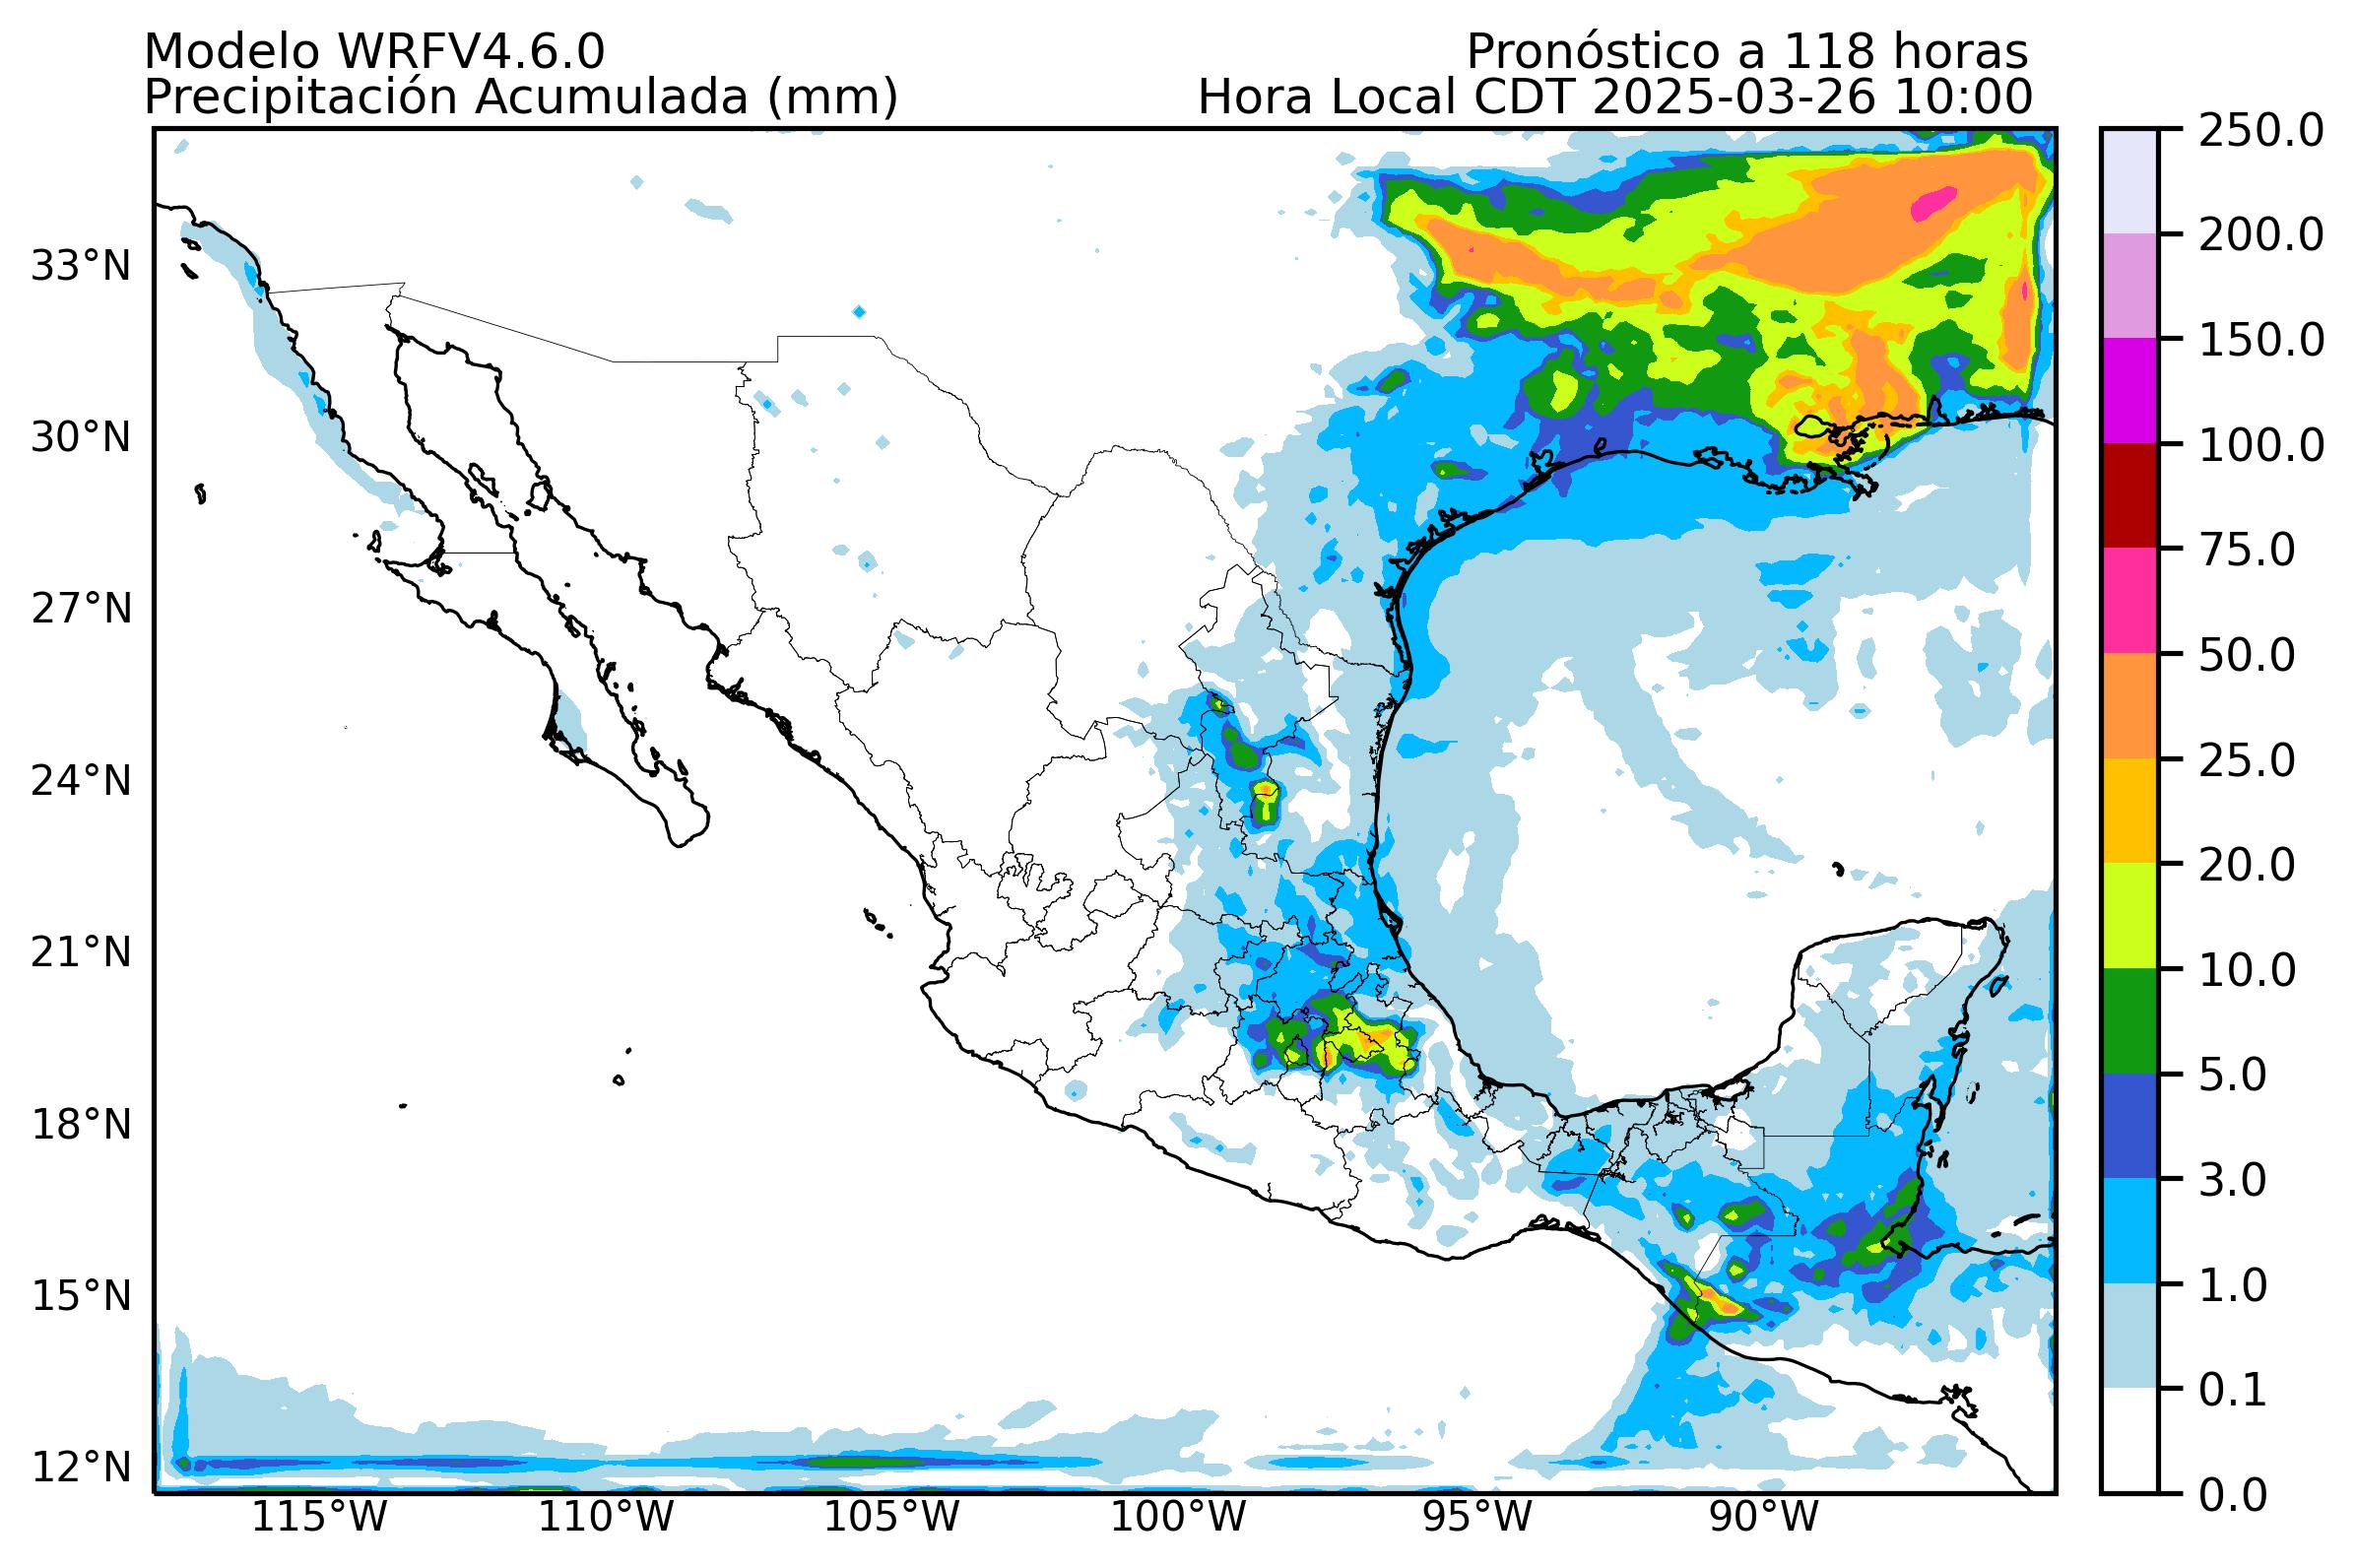 Modelo WRFV4.6.0
Pronóstico a 118 horas
Precipitación Acumulada (mm)
Hora Local CDT 2025-03-26 10:00
33°N
30°N
27°N
24°N
21°N
18°N
15°N
12°N
115°W
110°W
105°W
100°W
95°W
90°W
250.0
200.0
150.0
100.0
75.0
50.0
25.0
20.0
10.0
5.0
3.0
1.0
0.1
0.0